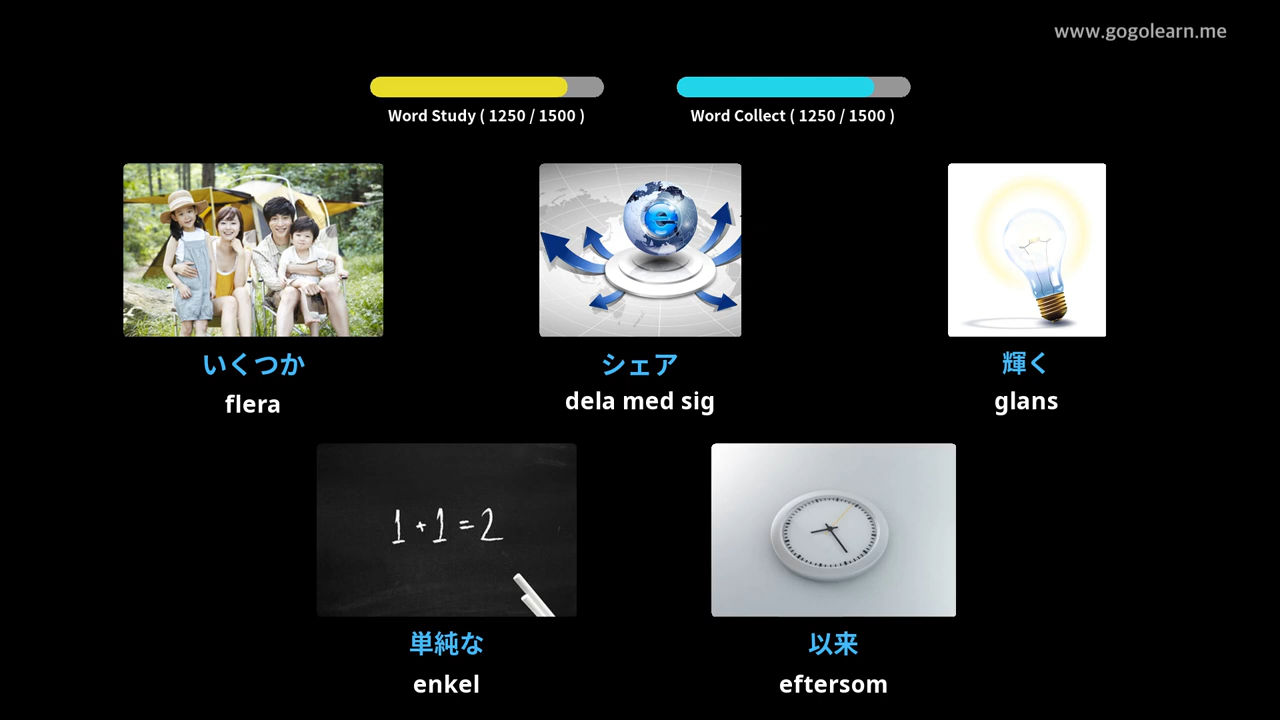 www.gogolearn.me
Word Study ( 1250 / 1500 )
Word Collect ( 1250 / 1500 )
いくつか
flera
シェア
dela med sig
輝く
glans
1 + 1 = 2
単純な
enkel
以来
eftersom